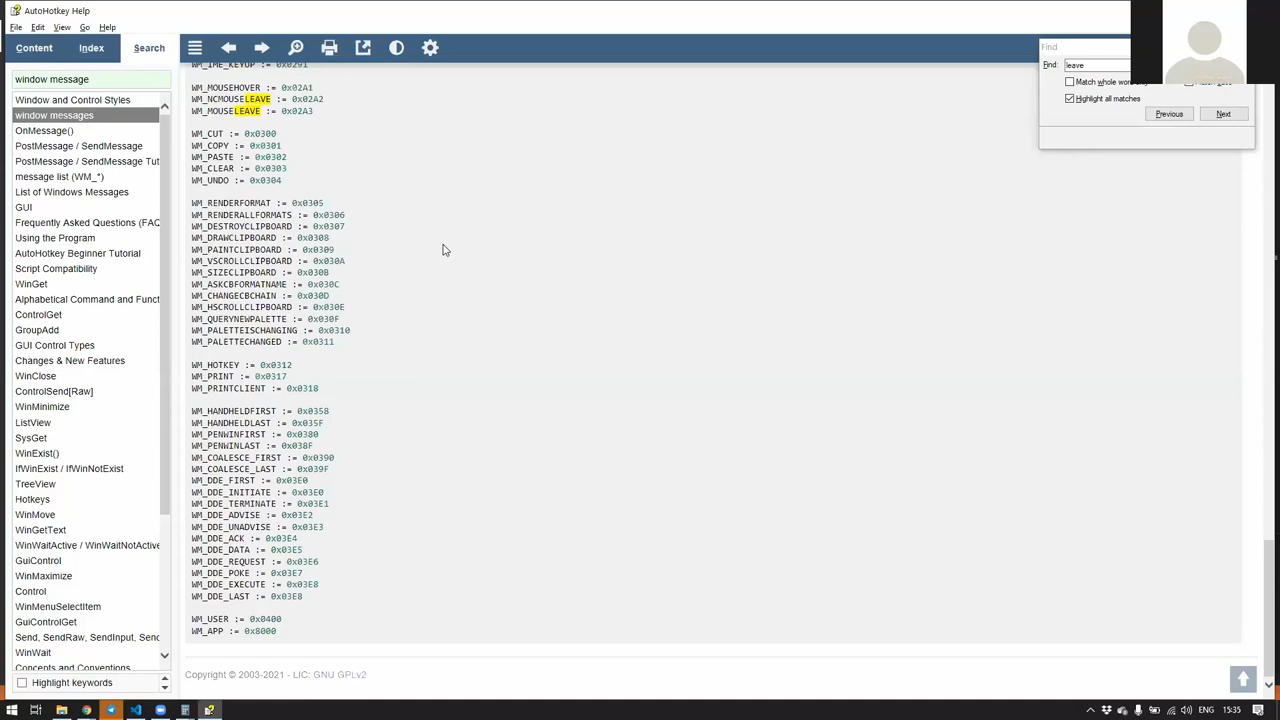 AutoHotkey Help
File Edit View Go Help
Content Index Search
window message
Window and Control Styles
window messages
OnMessage()
PostMessage / SendMessage
PostMessage / SendMessage Tut
message list (WM_*)
List of Windows Messages
GUI
Frequently Asked Questions (FAQ
Using the Program
AutoHotkey Beginner Tutorial
Script Compatibility
WinGet
Alphabetical Command and Funct
ControlGet
GroupAdd
GUI Control Types
Changes & New Features
WinClose
ControlSend[Raw]
WinMinimize
ListView
SysGet
WinExist()
IfWinExist / IfWinNotExist
TreeView
Hotkeys
WinMove
WinGetText
WinWaitActive / WinWaitNotActive
GuiControl
WinMaximize
Control
WinMenuSelectItem
GuiControlGet
Send, SendRaw, SendInput, Send
WinWait
Concepts and Conventions
Highlight keywords
WM_IME_KEYUP := 0x0291
WM_MOUSEHOVER := 0x02A1
WM_NCMOUSELEAVE := 0x02A2
WM_MOUSELEAVE := 0x02A3
WM_CUT := 0x0300
WM_COPY := 0x0301
WM_PASTE := 0x0302
WM_CLEAR := 0x0303
WM_UNDO := 0x0304
WM_RENDERFORMAT := 0x0305
WM_RENDERALLFORMATS := 0x0306
WM_DESTROYCLIPBOARD := 0x0307
WM_DRAWCLIPBOARD := 0x0308
WM_PAINTCLIPBOARD := 0x0309
WM_VSCROLLCLIPBOARD := 0x030A
WM_SIZECLIPBOARD := 0x030B
WM_ASKCBFORMATNAME := 0x030C
WM_CHANGECBCHAIN := 0x030D
WM_HSCROLLCLIPBOARD := 0x030E
WM_QUERYNEWPALETTE := 0x030F
WM_PALETTEISCHANGING := 0x0310
WM_PALETTECHANGED := 0x0311
WM_HOTKEY := 0x0312
WM_PRINT := 0x0317
WM_PRINTCLIENT := 0x0318
WM_HANDHELDFIRST := 0x0358
WM_HANDHELDLAST := 0x035F
WM_PENWINFIRST := 0x0380
WM_PENWINLAST := 0x038F
WM_COALESCE_FIRST := 0x0390
WM_COALESCE_LAST := 0x039F
WM_DDE_FIRST := 0x03E0
WM_DDE_INITIATE := 0x03E0
WM_DDE_TERMINATE := 0x03E1
WM_DDE_ADVISE := 0x03E2
WM_DDE_UNADVISE := 0x03E3
WM_DDE_ACK := 0x03E4
WM_DDE_DATA := 0x03E5
WM_DDE_REQUEST := 0x03E6
WM_DDE_POKE := 0x03E7
WM_DDE_EXECUTE := 0x03E8
WM_DDE_LAST := 0x03E8
WM_USER := 0x0400
WM_APP := 0x8000
Copyright © 2003-2021 - LIC: GNU GPLv2
Find
Find: leave
Match whole word
Highlight all matches
Previous Next
15:35